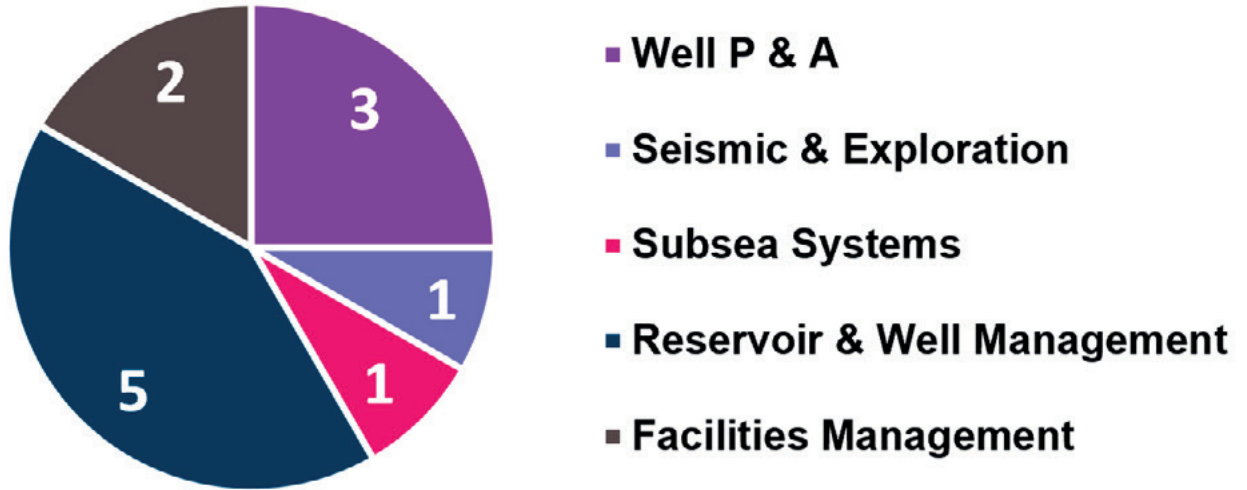 2
3
1
1
5
Well P & A
Seismic & Exploration
Subsea Systems
Reservoir & Well Management
Facilities Management